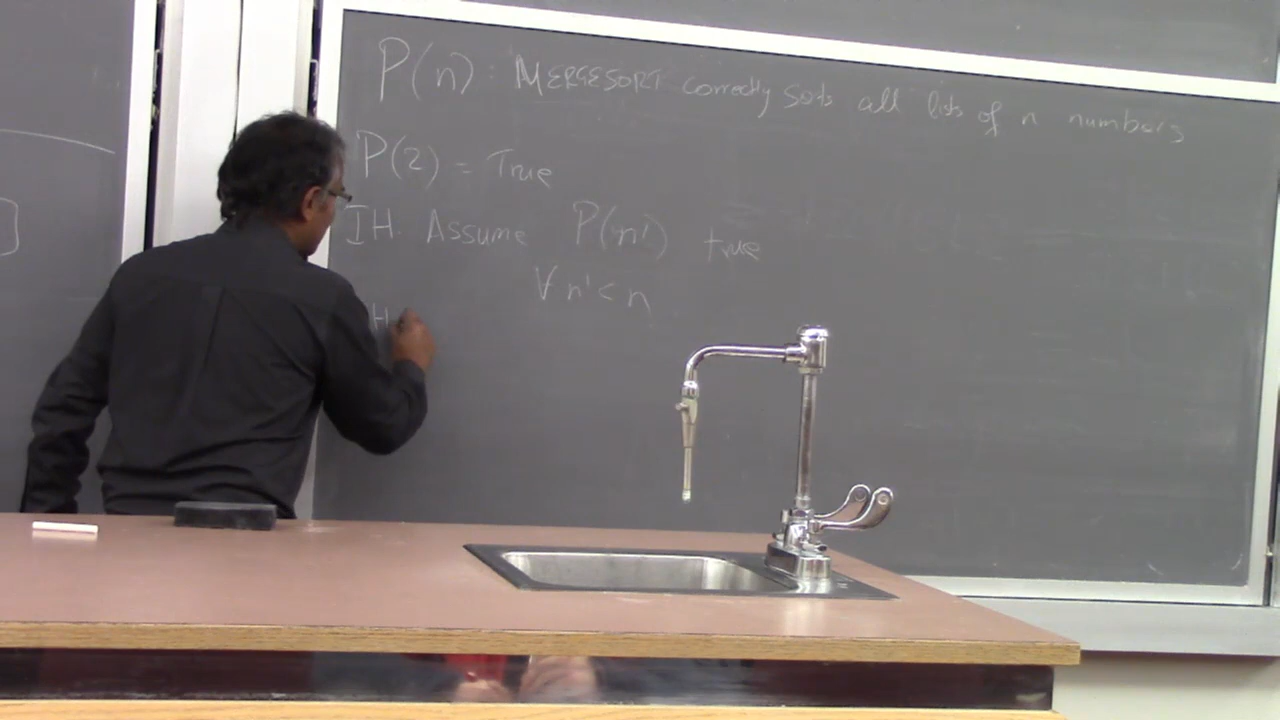 P(n): MERGESORT correctly sorts all lists of n numbers
P(2) = True
IH. Assume P(n') true
∀ n' < n
H